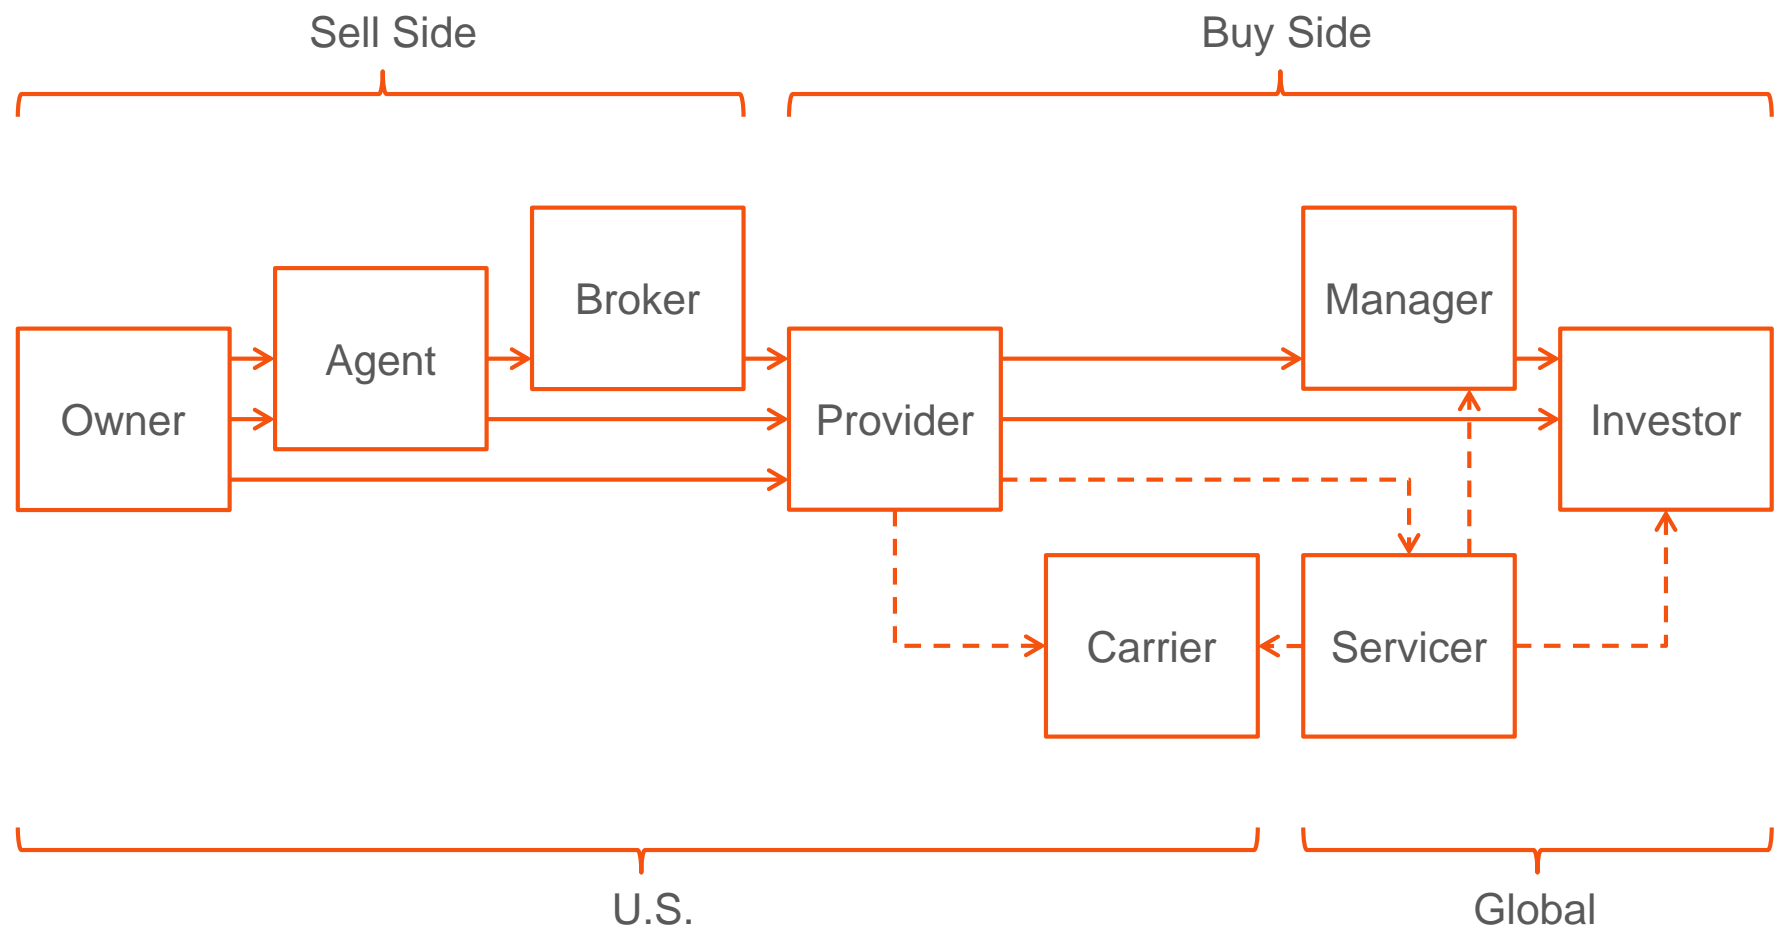 Sell Side
Buy Side
Broker
Manager
Agent
Owner
Provider
Investor
Carrier
Servicer
U.S.
Global